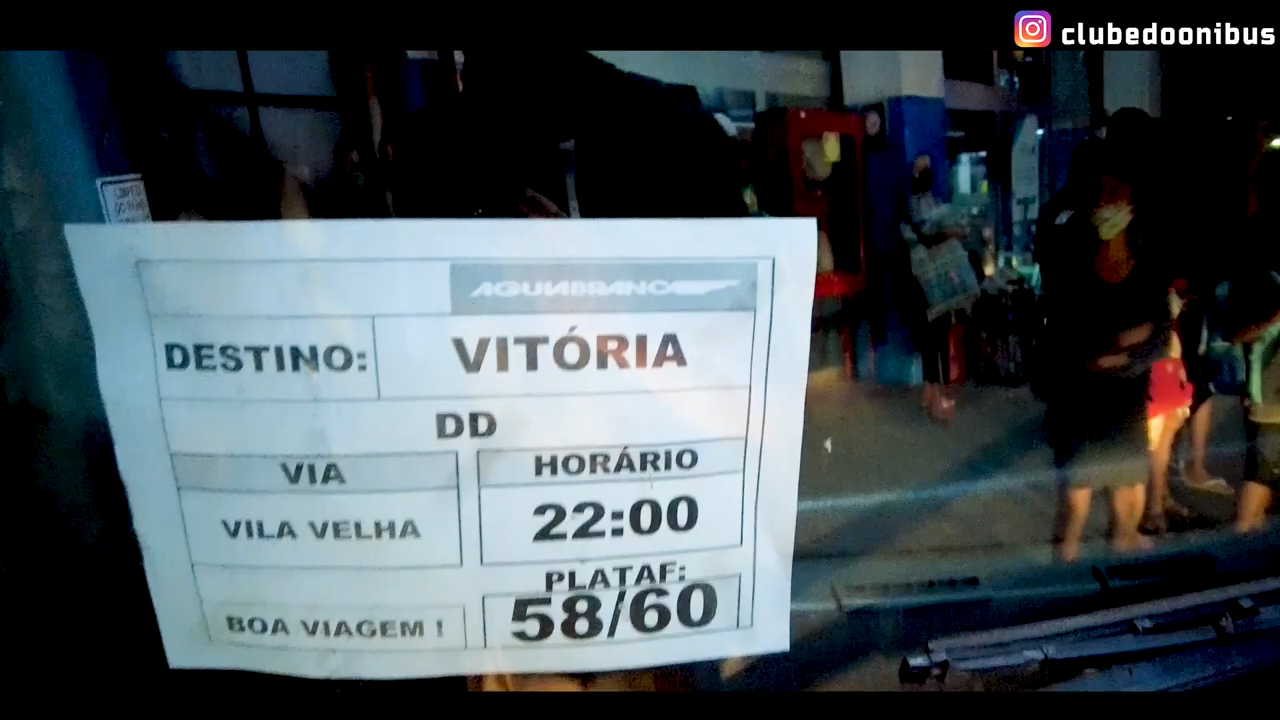 clubedoonibus
AGUIABRANCA
DESTINO: VITÓRIA
DD
VIA
HORÁRIO
VILA VELHA
22:00
PLATAF:
58/60
BOA VIAGEM !